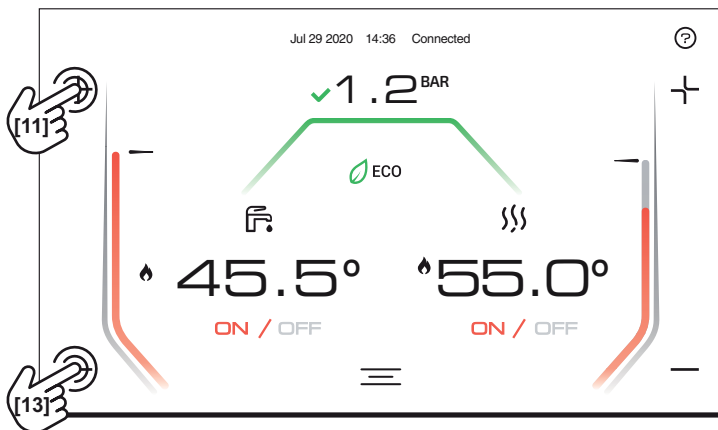 Jul 29 2020 14:36 Connected
?
1.2 BAR
[11]
ECO
45.5° 55.0°
ON / OFF ON / OFF
[13]